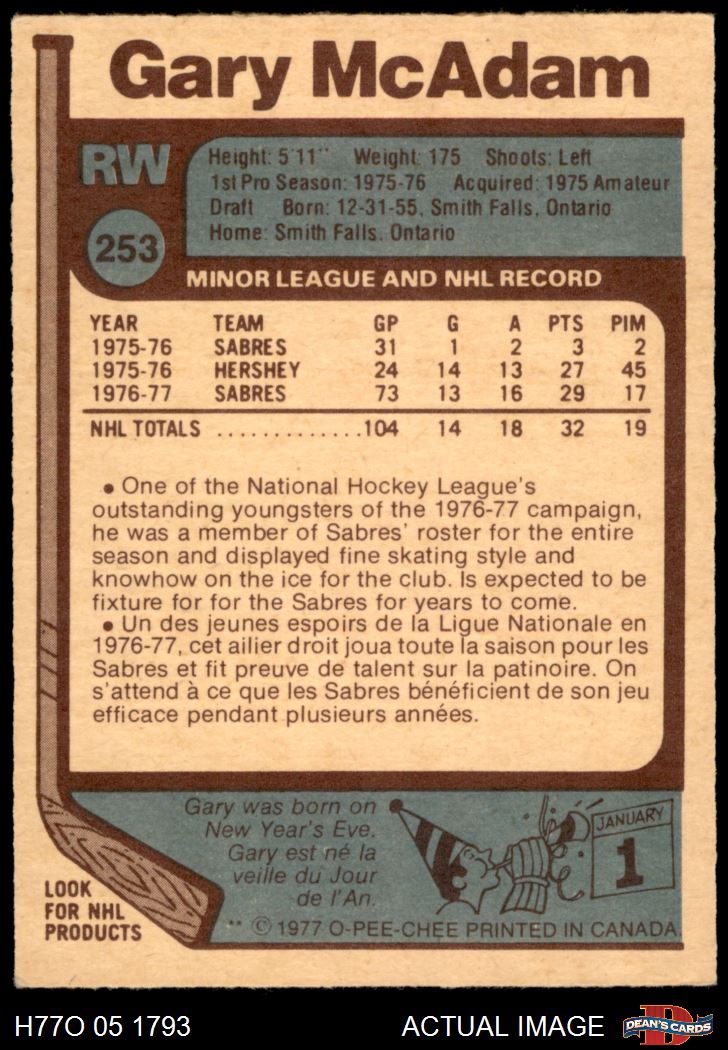 Gary McAdam
RW
Height: 5'11" Weight: 175 Shoots: Left
1st Pro Season: 1975-76 Acquired: 1975 Amateur
Draft Born: 12-31-55, Smith Falls, Ontario
Home: Smith Falls, Ontario
253
MINOR LEAGUE AND NHL RECORD
YEAR TEAM GP G A PTS PIM
1975-76 SABRES 31 1 2 3 2
1975-76 HERSHEY 24 14 13 27 45
1976-77 SABRES 73 13 16 29 17
NHL TOTALS ..............104 14 18 32 19
• One of the National Hockey League's
outstanding youngsters of the 1976-77 campaign,
he was a member of Sabres' roster for the entire
season and displayed fine skating style and
knowhow on the ice for the club. Is expected to be
fixture for for the Sabres for years to come.
• Un des jeunes espoirs de la Ligue Nationale en
1976-77, cet ailier droit joua toute la saison pour les
Sabres et fit preuve de talent sur la patinoire. On
s'attend à ce que les Sabres bénéficient de son jeu
efficace pendant plusieurs années.
Gary was born on
New Year's Eve.
Gary est né la
veille du Jour
de l'An.
JANUARY
1
LOOK
FOR NHL
PRODUCTS
** © 1977 O-PEE-CHEE PRINTED IN CANADA
H77O 05 1793 ACTUAL IMAGE
D
DEAN'S CARDS